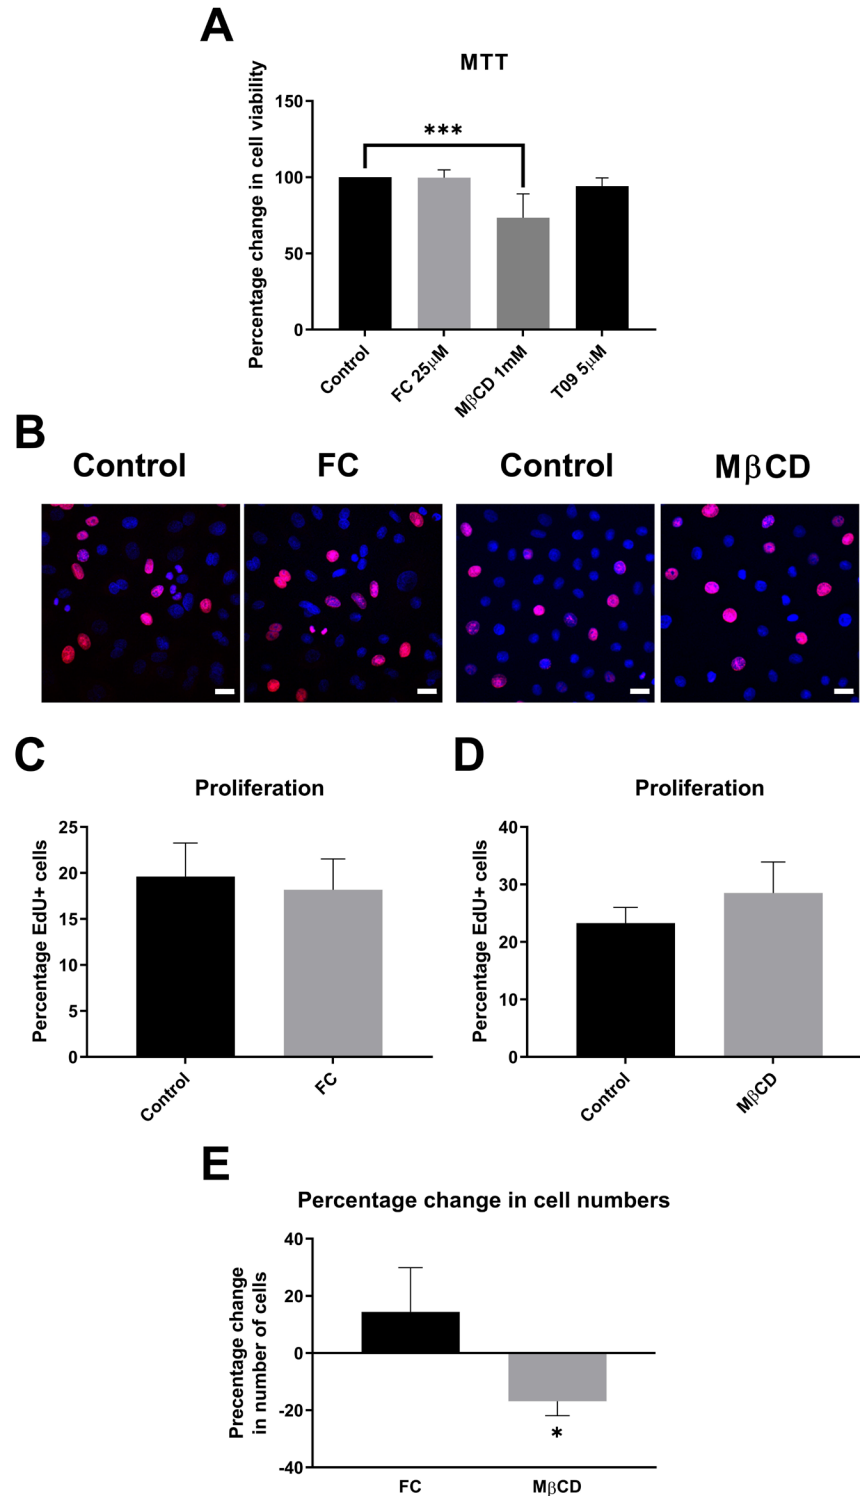 A
MTT
Percentage change in cell viability
150
100
50
0
***
Control
FC 25μM
MβCD 1mM
T09 5μM
B
Control
FC
Control
MβCD
C
Proliferation
Percentage EdU+ cells
25
20
15
10
5
0
Control
FC
D
Proliferation
Percentage EdU+ cells
40
30
20
10
0
Control
MβCD
E
Percentage change in cell numbers
Precentage change
in number of cells
40
20
0
-20
-40
*
FC
MβCD